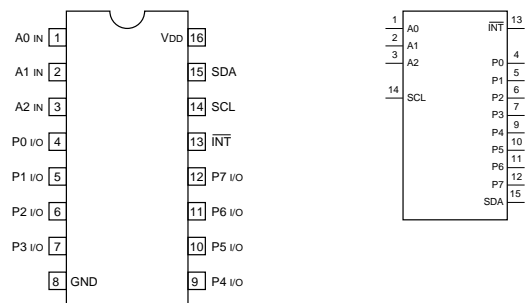 A0 IN 1
VDD 16
A1 IN 2
15 SDA
A2 IN 3
14 SCL
P0 I/O 4
13 INT
P1 I/O 5
12 P7 I/O
P2 I/O 6
11 P6 I/O
P3 I/O 7
10 P5 I/O
8 GND
9 P4 I/O
1 A0
INT 13
2 A1
3 A2
P0 4
P1 5
14 SCL
P2 6
P3 7
P4 9
P5 10
P6 11
P7 12
SDA 15